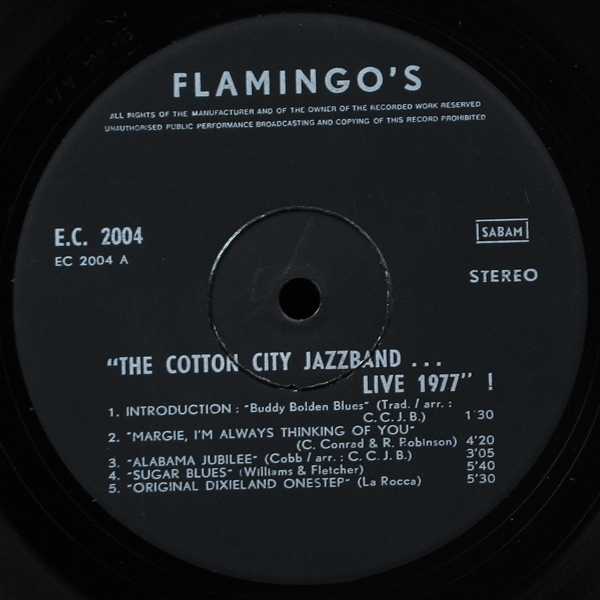 FLAMINGO'S
ALL RIGHTS OF THE MANUFACTURER AND OF THE OWNER OF THE RECORDED WORK RESERVED
UNAUTHORISED PUBLIC PERFORMANCE BROADCASTING AND COPYING OF THIS RECORD PROHIBITED
E.C. 2004
EC 2004 A
SABAM
STEREO
"THE COTTON CITY JAZZBAND ...
LIVE 1977" !
1. INTRODUCTION : "Buddy Bolden Blues" (Trad. / arr. :
C. C. J. B.) 1'30
2. "MARGIE, I'M ALWAYS THINKING OF YOU"
(C. Conrad & R. Robinson) 4'20
3. "ALABAMA JUBILEE" (Cobb / arr. : C. C. J. B.) 3'05
4. "SUGAR BLUES" (Williams & Fletcher) 5'40
5. "ORIGINAL DIXIELAND ONESTEP" (La Rocca) 5'30